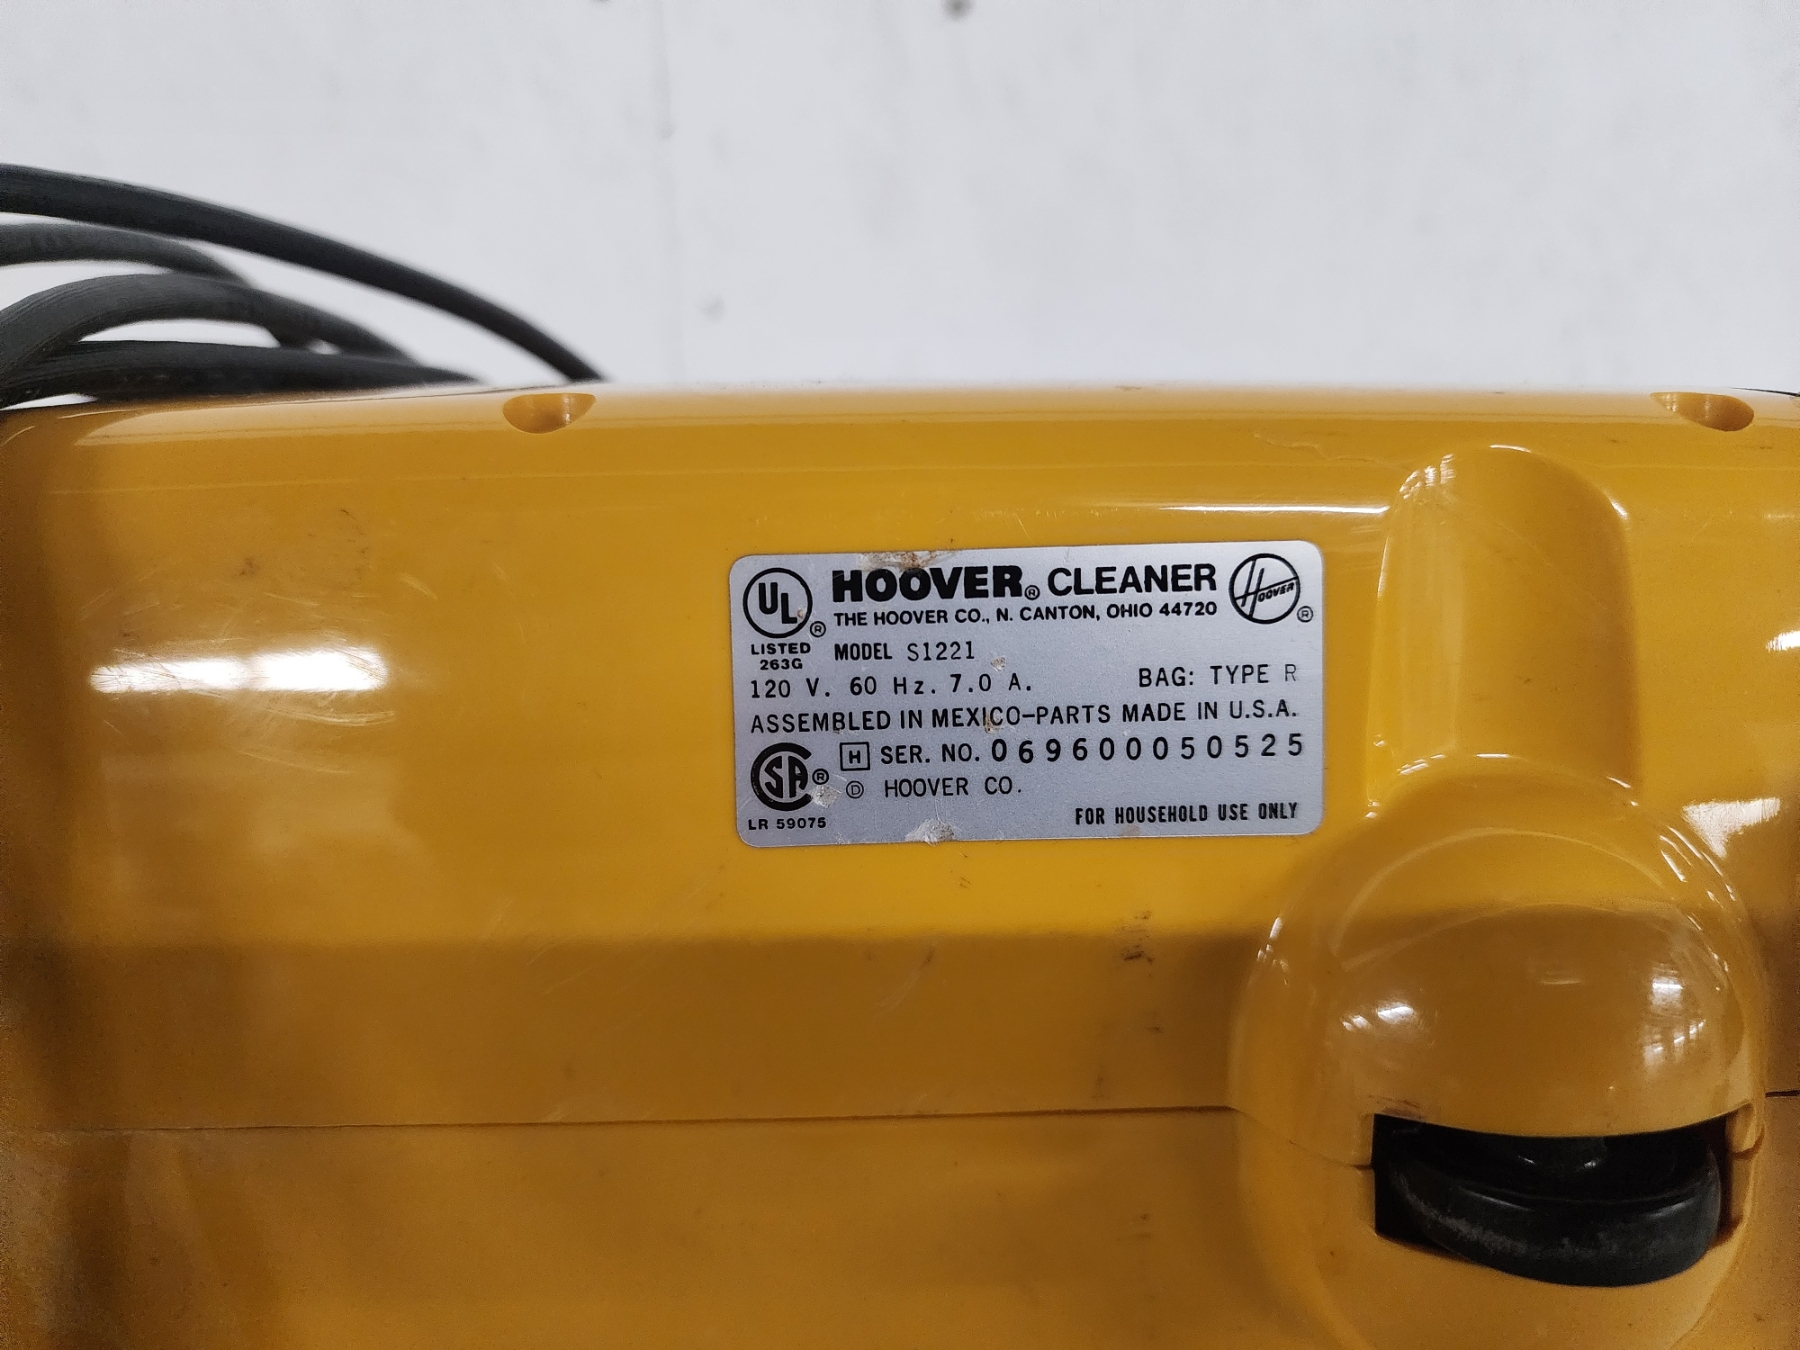 UL ® HOOVER® CLEANER HOOVER ®
THE HOOVER CO., N. CANTON, OHIO 44720
LISTED
263G
MODEL S1221
120 V. 60 Hz. 7.0 A. BAG: TYPE R
ASSEMBLED IN MEXICO-PARTS MADE IN U.S.A.
SA ® H SER. NO. 069600050525
Ⓓ HOOVER CO.
LR 59075 FOR HOUSEHOLD USE ONLY